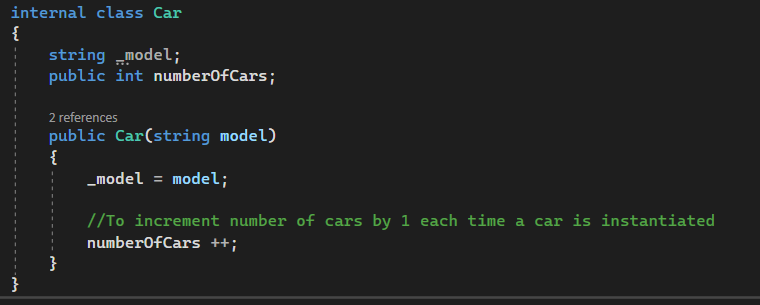 internal class Car
{
string _model;
public int numberOfCars;
2 references
public Car(string model)
{
_model = model;
//To increment number of cars by 1 each time a car is instantiated
numberOfCars ++;
}
}